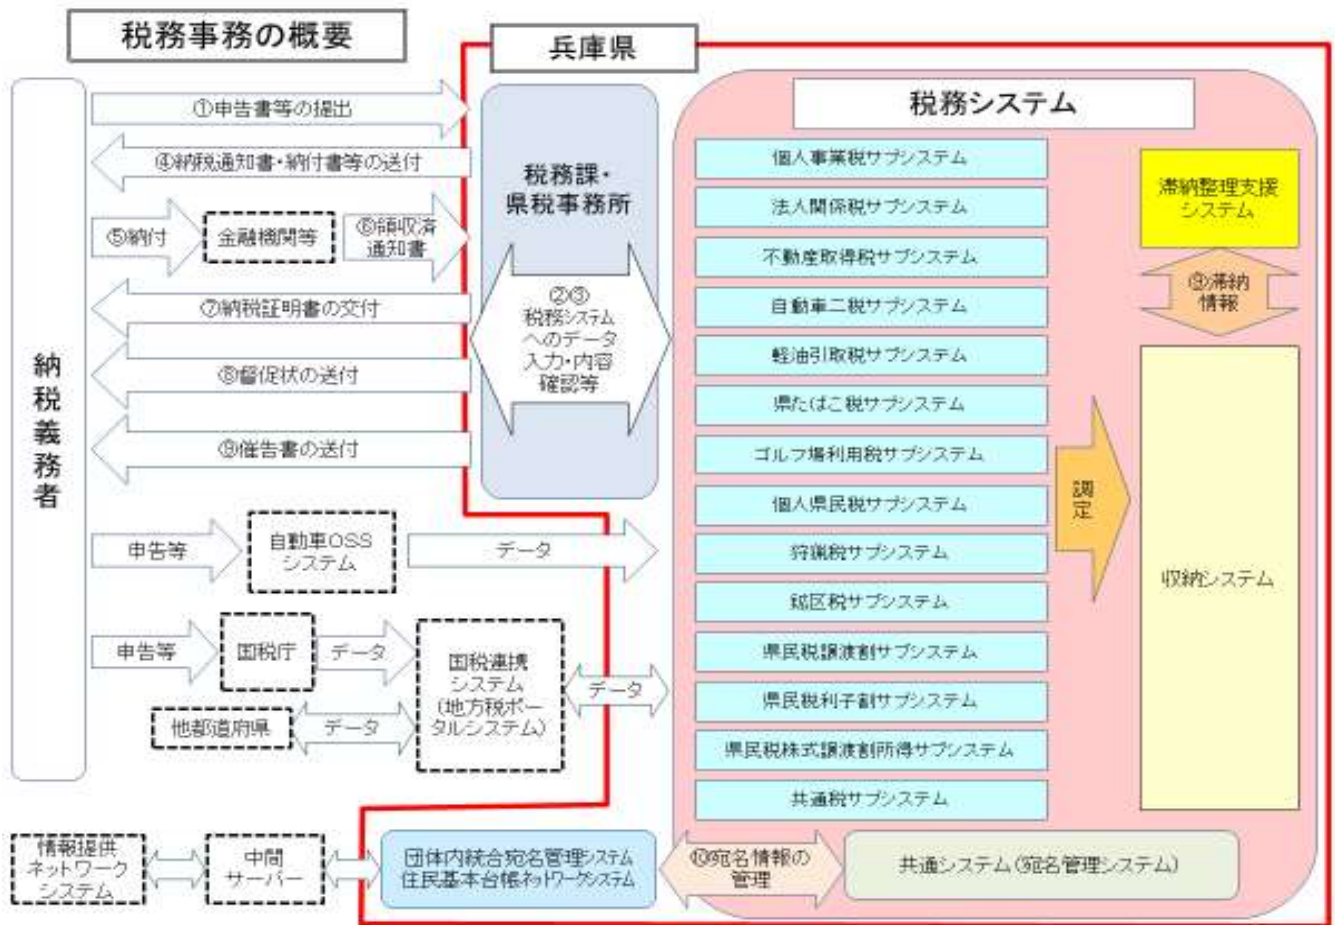 税務事務の概要
兵庫県
納税義務者
①申告書等の提出
④納税通知書・納付書等の送付
⑤納付
金融機関等
⑥領収済
通知書
⑦納税証明書の交付
⑧督促状の送付
⑨催告書の送付
税務課・
県税事務所
②③
税務システム
へのデータ
入力・内容
確認等
申告等
自動車OSS
システム
データ
申告等
国税庁
データ
国税連携
システム
(地方税ポー
タルシステム)
データ
他都道府県
データ
税務システム
個人事業税サブシステム
法人関係税サブシステム
不動産取得税サブシステム
自動車二税サブシステム
軽油引取税サブシステム
県たばこ税サブシステム
ゴルフ場利用税サブシステム
個人県民税サブシステム
狩猟税サブシステム
鉱区税サブシステム
県民税譲渡割サブシステム
県民税利子割サブシステム
県民税株式譲渡割所得サブシステム
共通税サブシステム
調定
滞納整理支援
システム
⑨滞納
情報
収納システム
情報提供
ネットワーク
システム
中間
サーバー
団体内統合宛名管理システム
住民基本台帳ネットワークシステム
⑩宛名情報の
管理
共通システム(宛名管理システム)